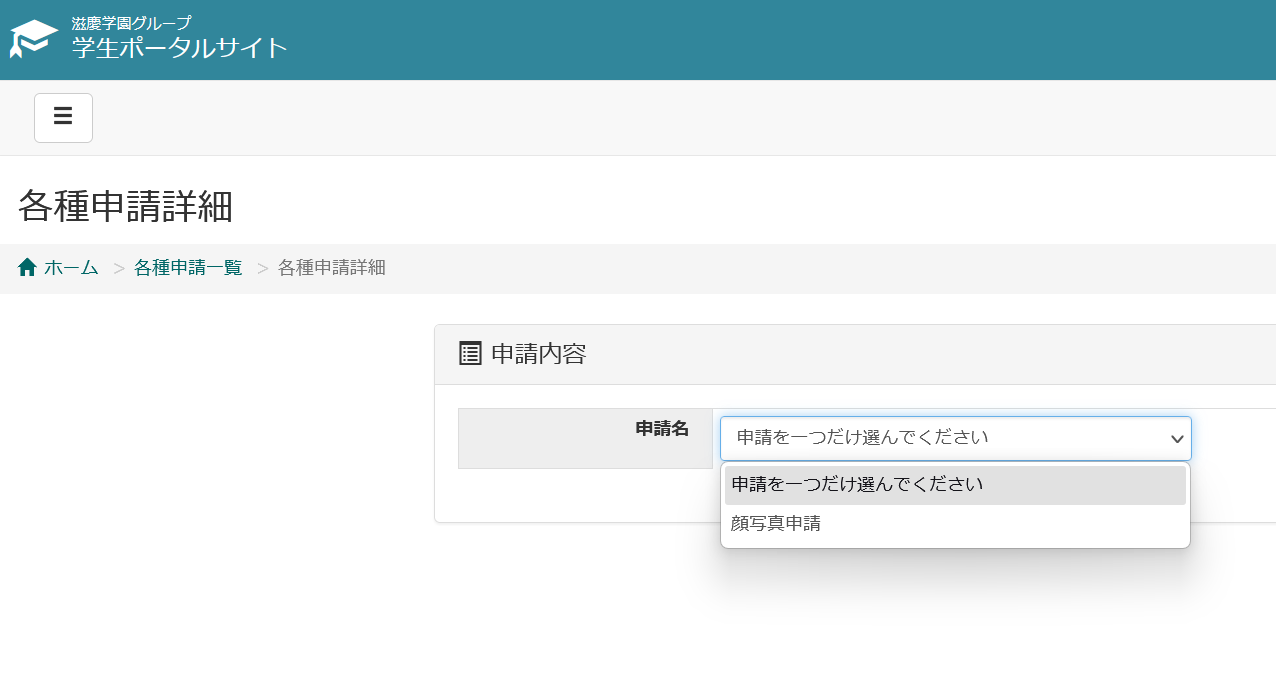 滋慶学園グループ
学生ポータルサイト
各種申請詳細
ホーム > 各種申請一覧 > 各種申請詳細
申請内容
申請名
申請を一つだけ選んでください
申請を一つだけ選んでください
顔写真申請